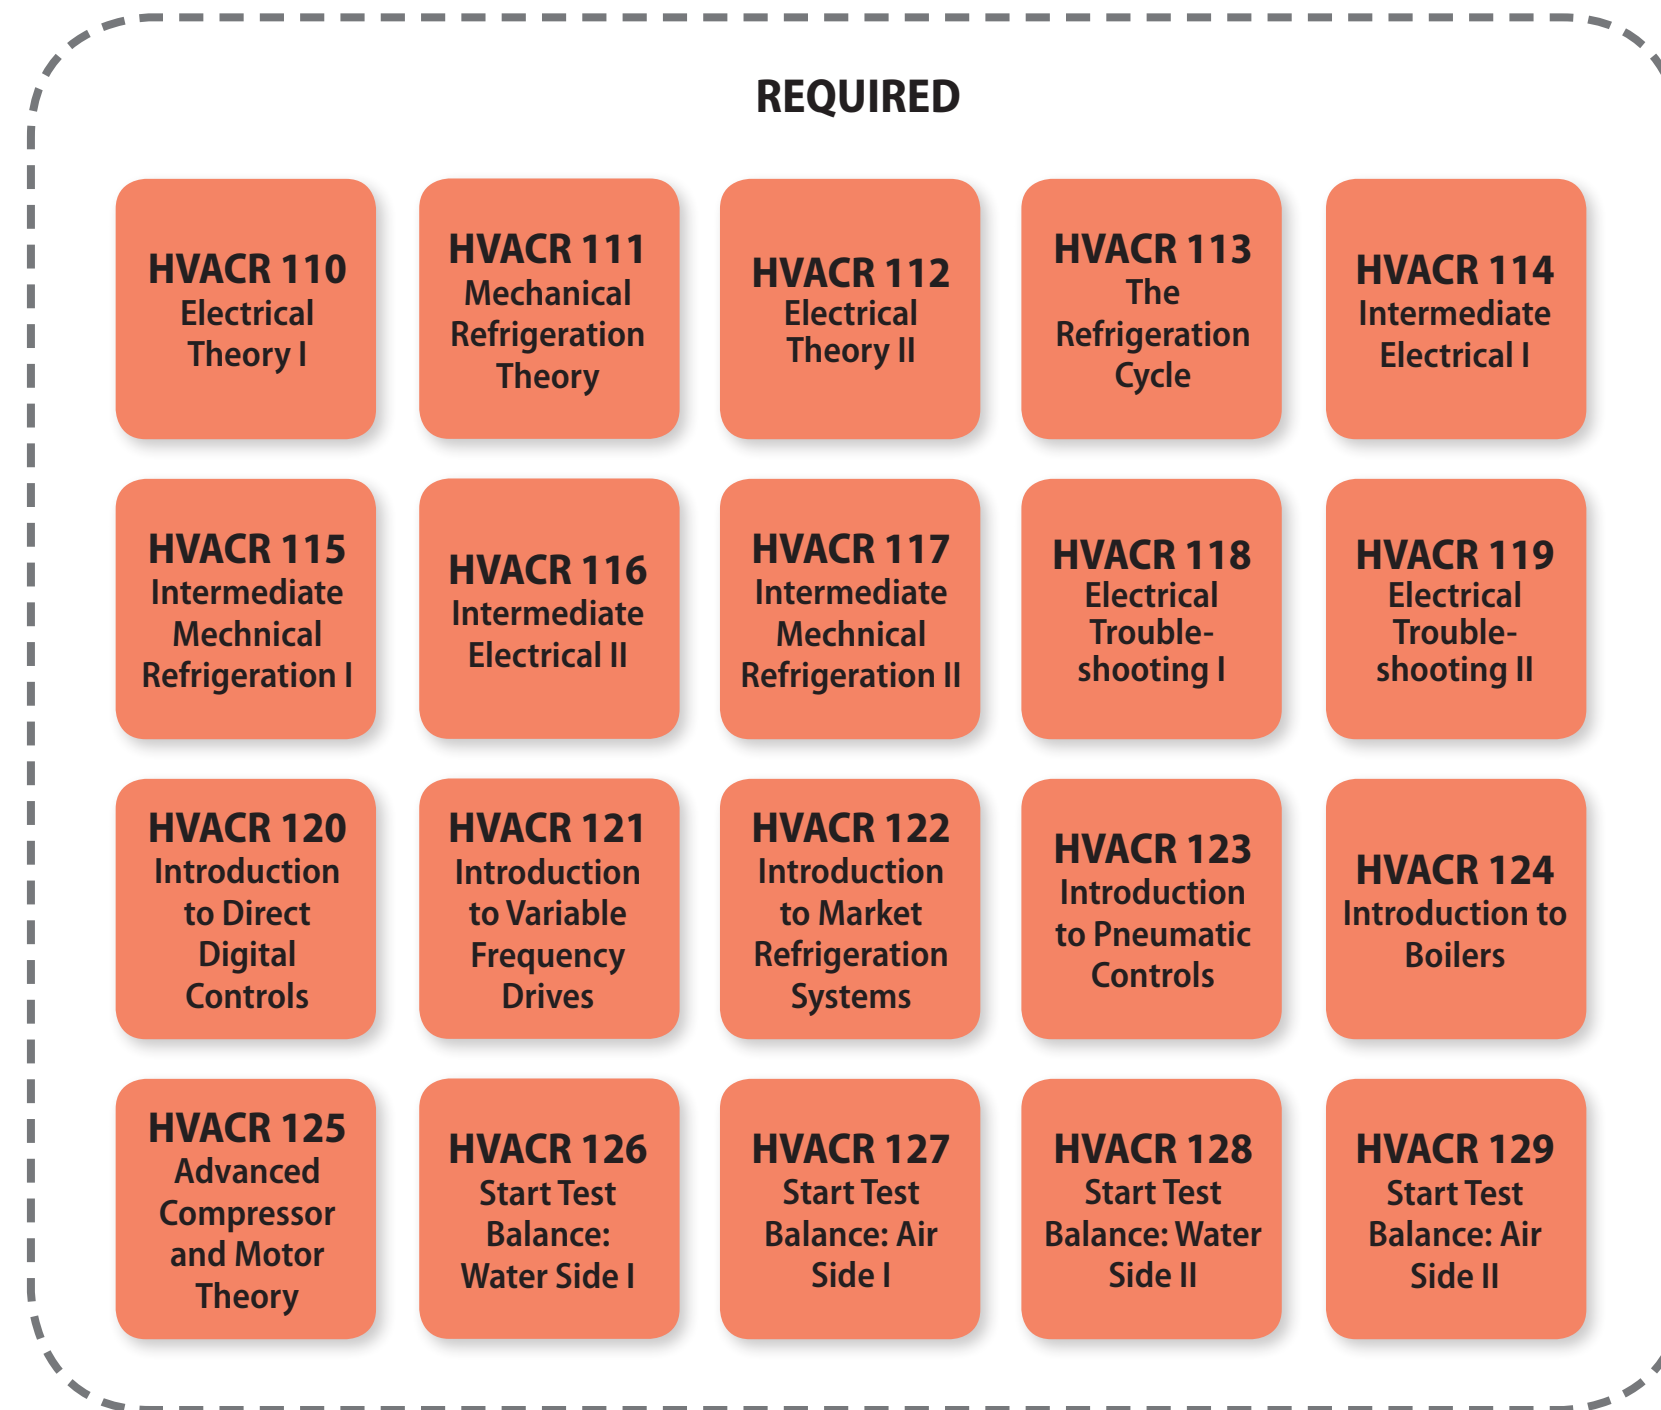 REQUIRED
HVACR 110
Electrical
Theory I
HVACR 111
Mechanical
Refrigeration
Theory
HVACR 112
Electrical
Theory II
HVACR 113
The
Refrigeration
Cycle
HVACR 114
Intermediate
Electrical I
HVACR 115
Intermediate
Mechnical
Refrigeration I
HVACR 116
Intermediate
Electrical II
HVACR 117
Intermediate
Mechnical
Refrigeration II
HVACR 118
Electrical
Trouble-
shooting I
HVACR 119
Electrical
Trouble-
shooting II
HVACR 120
Introduction
to Direct
Digital
Controls
HVACR 121
Introduction
to Variable
Frequency
Drives
HVACR 122
Introduction
to Market
Refrigeration
Systems
HVACR 123
Introduction
to Pneumatic
Controls
HVACR 124
Introduction to
Boilers
HVACR 125
Advanced
Compressor
and Motor
Theory
HVACR 126
Start Test
Balance:
Water Side I
HVACR 127
Start Test
Balance: Air
Side I
HVACR 128
Start Test
Balance: Water
Side II
HVACR 129
Start Test
Balance: Air
Side II